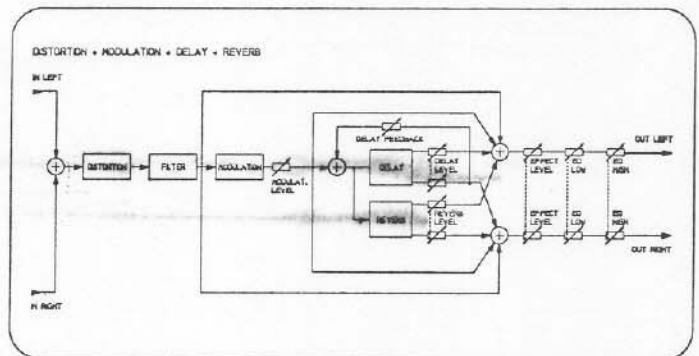 DISTORTION + MODULATION + DELAY + REVERB
IN LEFT
DISTORTION
FILTER
MODULATION
MODULAT.
LEVEL
DELAY FEEDBACK
DELAY
DELAY
LEVEL
REVERB
REVERB
LEVEL
EFFECT
LEVEL
EQ
LOW
EQ
HIGH
OUT LEFT
EFFECT
LEVEL
EQ
LOW
EQ
HIGH
OUT RIGHT
IN RIGHT